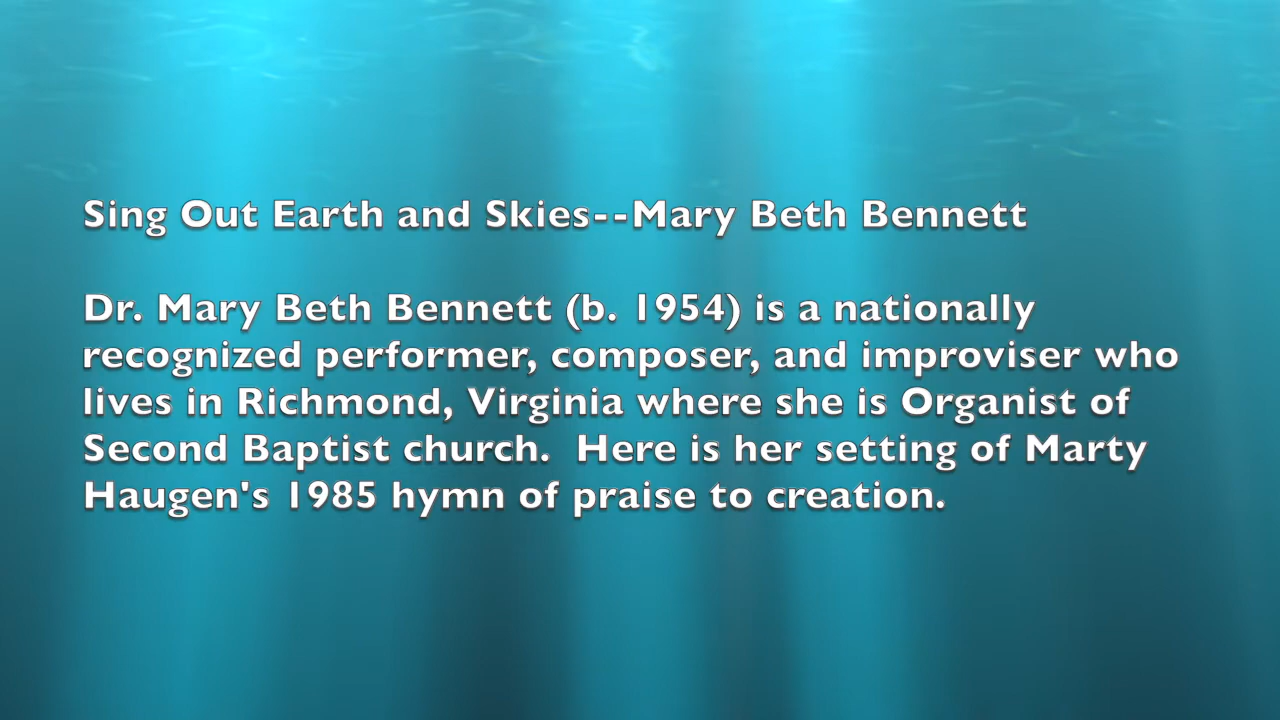 Sing Out Earth and Skies--Mary Beth Bennett
Dr. Mary Beth Bennett (b. 1954) is a nationally
recognized performer, composer, and improviser who
lives in Richmond, Virginia where she is Organist of
Second Baptist church.  Here is her setting of Marty
Haugen's 1985 hymn of praise to creation.